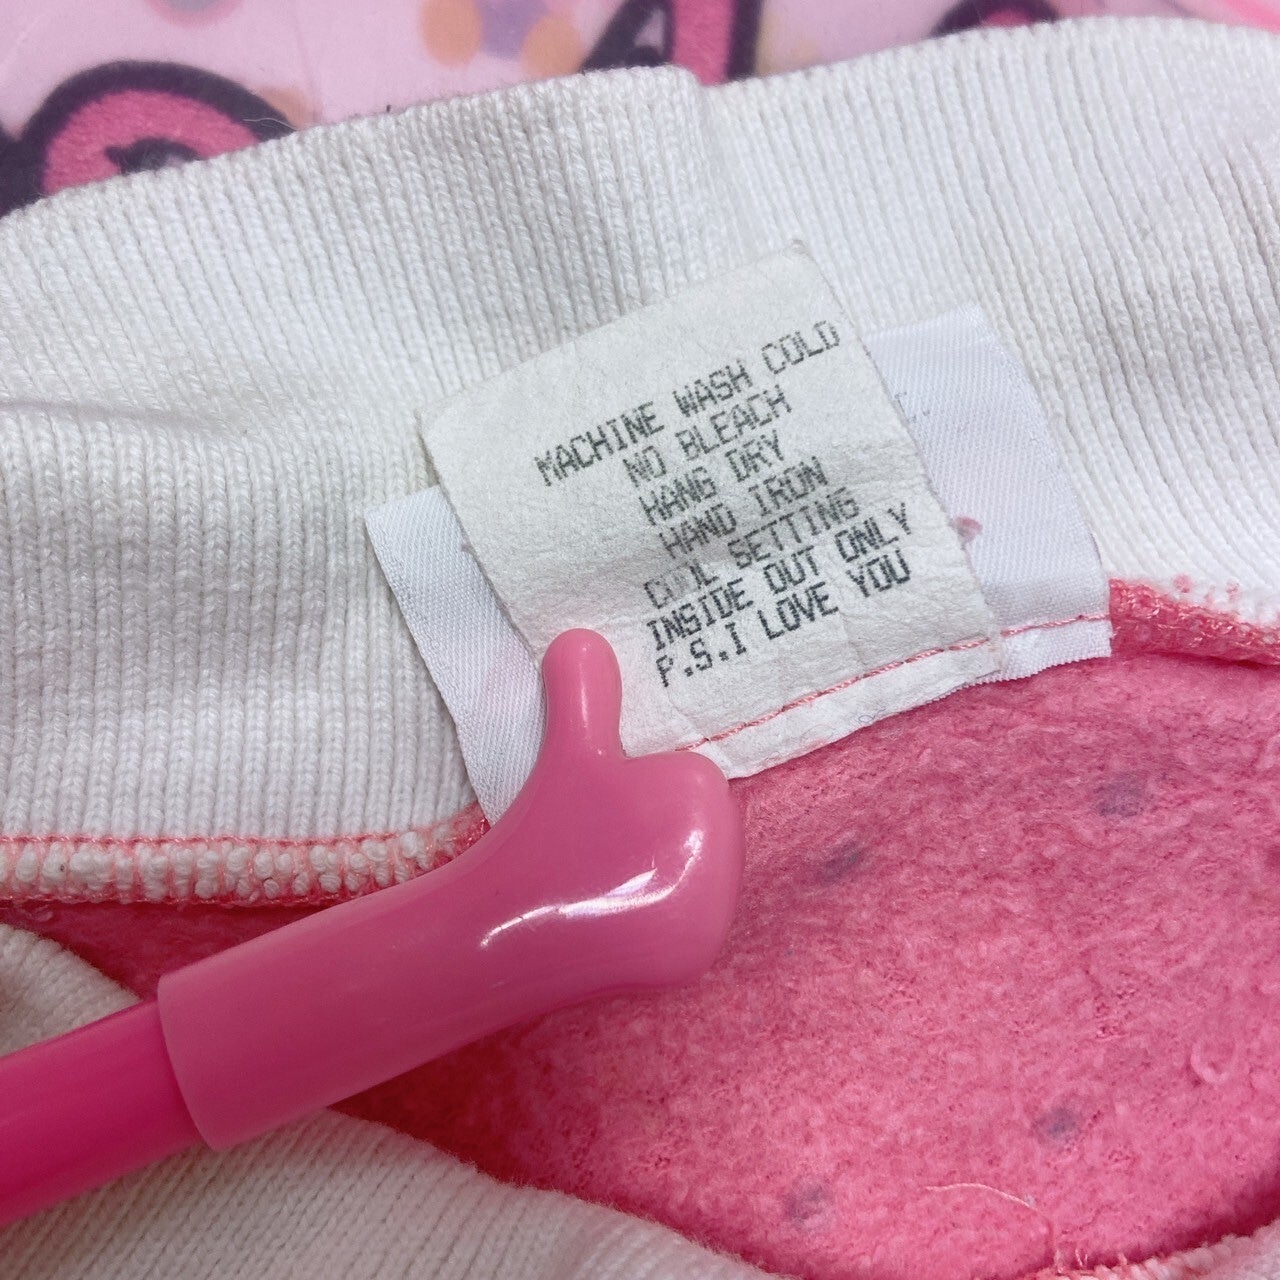 MACHINE WASH COLD
NO BLEACH
HANG DRY
HAND IRON
COOL SETTING
INSIDE OUT ONLY
P.S.I LOVE YOU